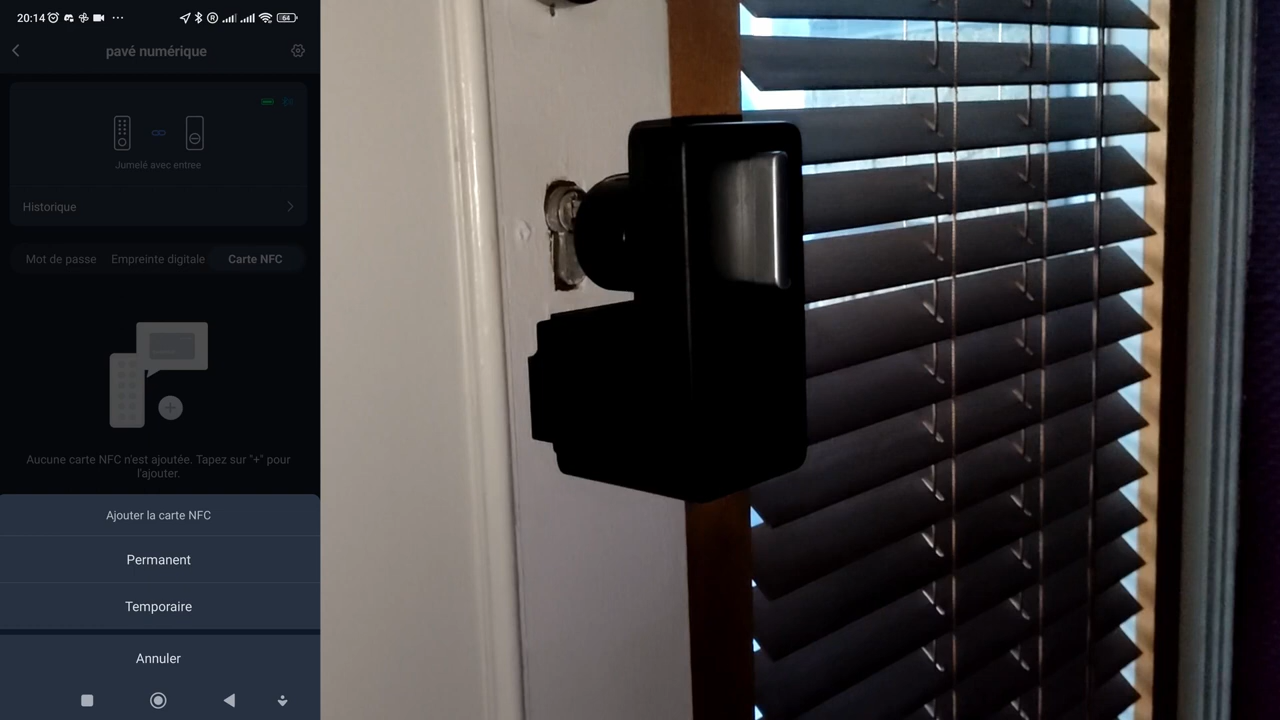 20:14
64
pavé numérique
Jumelé avec entree
Historique
Mot de passe Empreinte digitale Carte NFC
Aucune carte NFC n'est ajoutée. Tapez sur "+" pour
l'ajouter.
Ajouter la carte NFC
Permanent
Temporaire
Annuler